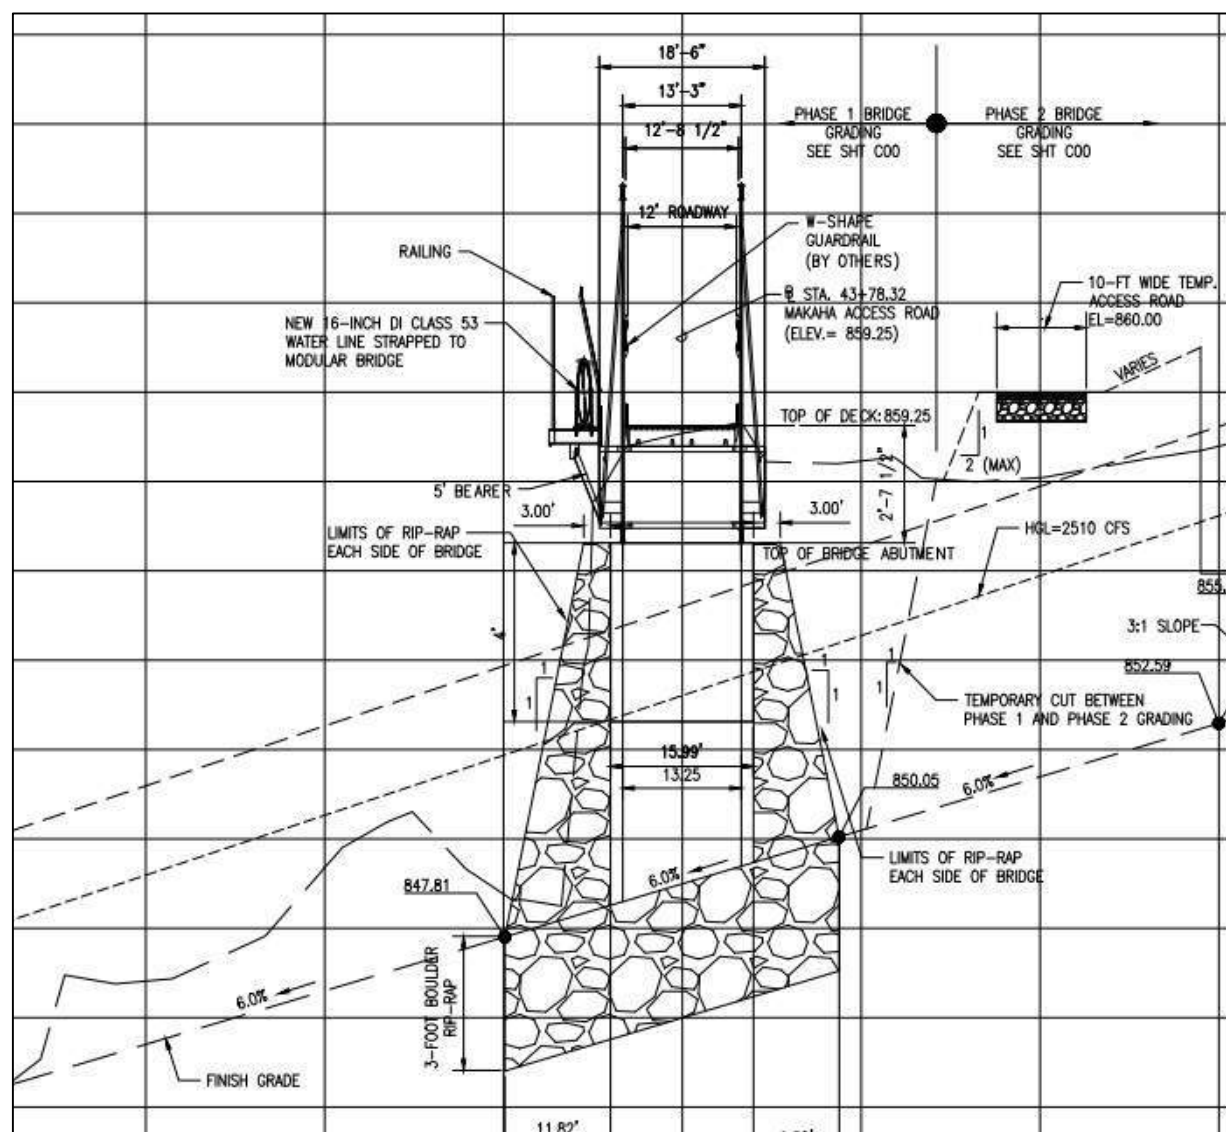 18'-6"
13'-3"
12'-8 1/2"
PHASE 1 BRIDGE
GRADING
SEE SHT C00
PHASE 2 BRIDGE
GRADING
SEE SHT C00
12' ROADWAY
W-SHAPE
GUARDRAIL
(BY OTHERS)
RAILING
STA. 43+78.32
MAKAHA ACCESS ROAD
(ELEV.= 859.25)
10-FT WIDE TEMP.
ACCESS ROAD
EL=860.00
NEW 16-INCH DI CLASS 53
WATER LINE STRAPPED TO
MODULAR BRIDGE
VARIES
TOP OF DECK:859.25
1
2 (MAX)
2'-7 1/2"
5' BEARER
3.00'
3.00'
LIMITS OF RIP-RAP
EACH SIDE OF BRIDGE
TOP OF BRIDGE ABUTMENT
HGL=2510 CFS
855.
4'
3:1 SLOPE
852.59
1
1
1
1
1
1
TEMPORARY CUT BETWEEN
PHASE 1 AND PHASE 2 GRADING
15.99'
13.25
850.05
6.0%
LIMITS OF RIP-RAP
EACH SIDE OF BRIDGE
6.0%
847.81
3-FOOT BOULDER
RIP-RAP
6.0%
FINISH GRADE
11.82'